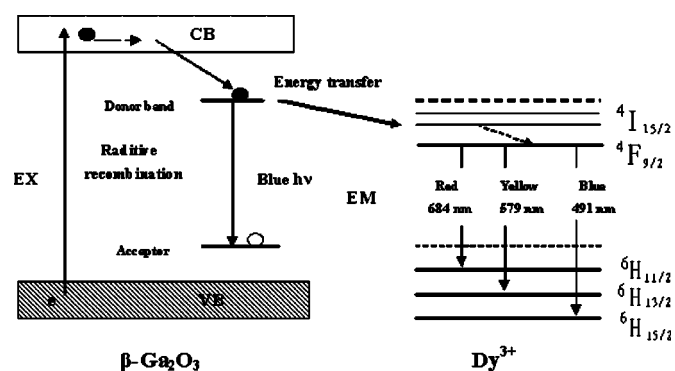 CB
Energy transfer
Donor band
⁴I₁₅/₂
⁴F₉/₂
Raditive
recombination
EX
Blue hν
EM
Red
684 nm
Yellow
579 nm
Blue
491 nm
Acceptor
⁶H₁₁/₂
⁶H₁₃/₂
⁶H₁₅/₂
e
VB
β-Ga₂O₃
Dy³⁺